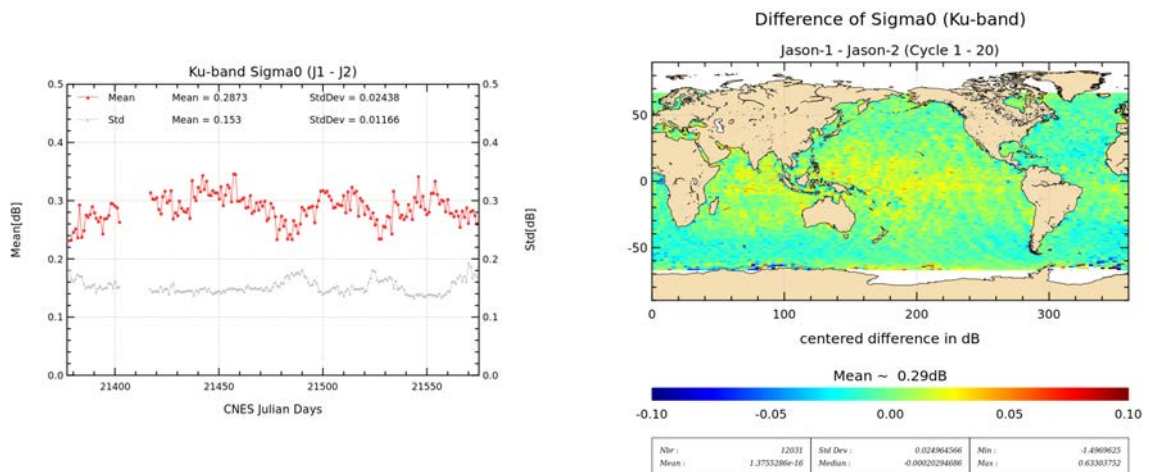 Ku-band Sigma0 (J1 - J2)
Mean Mean = 0.2873 StdDev = 0.02438
Std Mean = 0.153 StdDev = 0.01166
0.5 0.5
0.4 0.4
0.3 0.3
0.2 0.2
0.1 0.1
0.0 0.0
Mean[dB]
Std[dB]
21400 21450 21500 21550
CNES Julian Days
Difference of Sigma0 (Ku-band)
Jason-1 - Jason-2 (Cycle 1 - 20)
50
0
-50
0 100 200 300
centered difference in dB
Mean ~ 0.29dB
-0.10 -0.05 0.00 0.05 0.10
Nbr : 12031 Std Dev : 0.024964566 Min : -1.4969625
Mean : 1.3755286e-16 Median : -0.00020294686 Max : 0.63303752